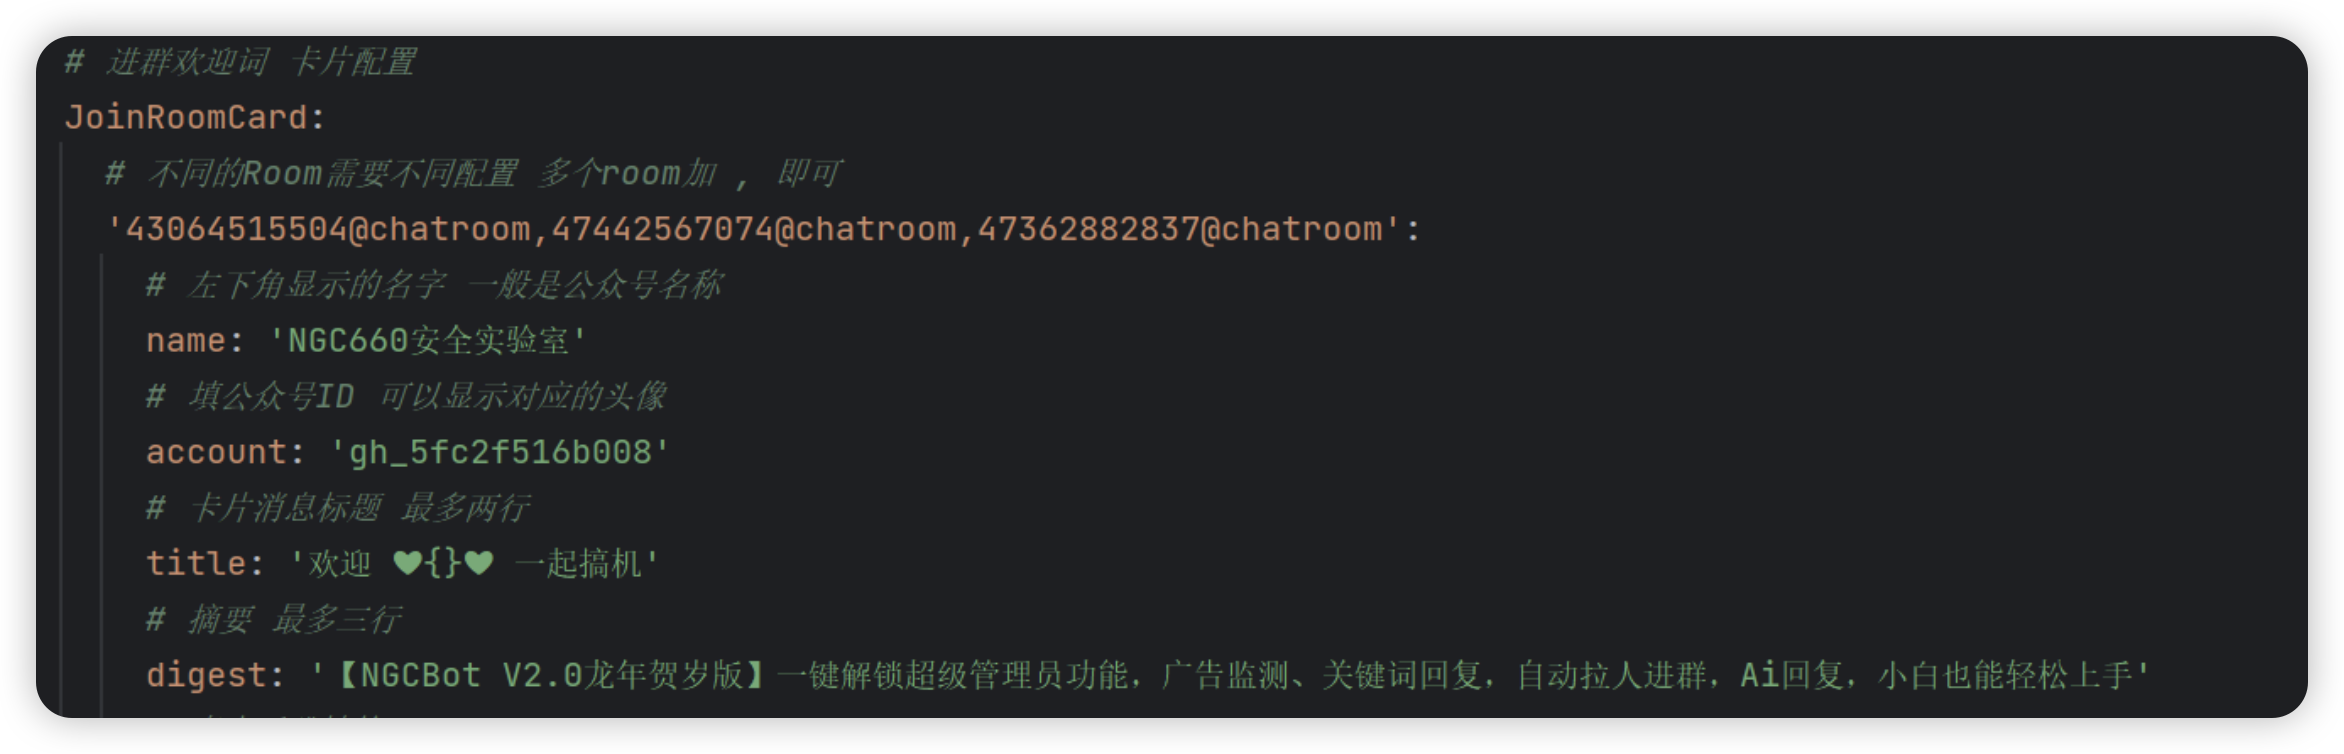 # 进群欢迎词 卡片配置
JoinRoomCard:
# 不同的Room需要不同配置 多个room加 , 即可
'43064515504@chatroom,47442567074@chatroom,47362882837@chatroom':
# 左下角显示的名字 一般是公众号名称
name: 'NGC660安全实验室'
# 填公众号ID 可以显示对应的头像
account: 'gh_5fc2f516b008'
# 卡片消息标题 最多两行
title: '欢迎 ♥{}♥ 一起搞机'
# 摘要 最多三行
digest: '【NGCBot V2.0龙年贺岁版】一键解锁超级管理员功能，广告监测、关键词回复，自动拉人进群，Ai回复，小白也能轻松上手'